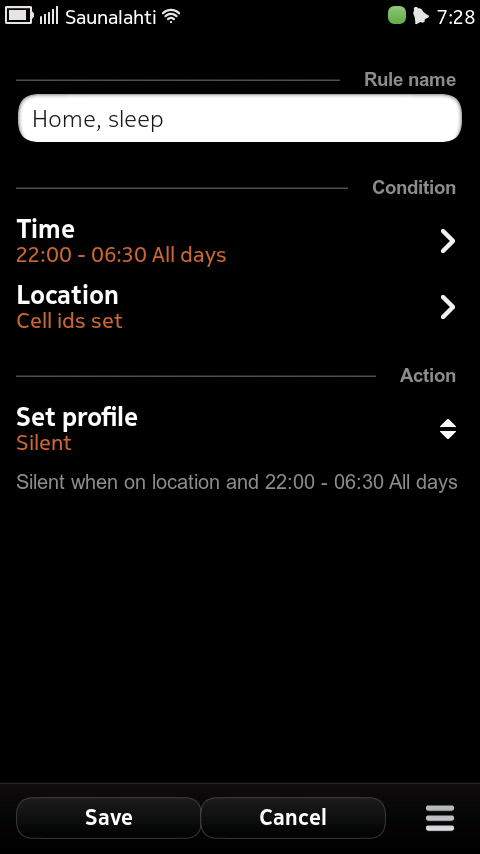 Saunalahti 7:28
Rule name
Home, sleep
Condition
Time
22:00 - 06:30 All days
Location
Cell ids set
Action
Set profile
Silent
Silent when on location and 22:00 - 06:30 All days
Save Cancel